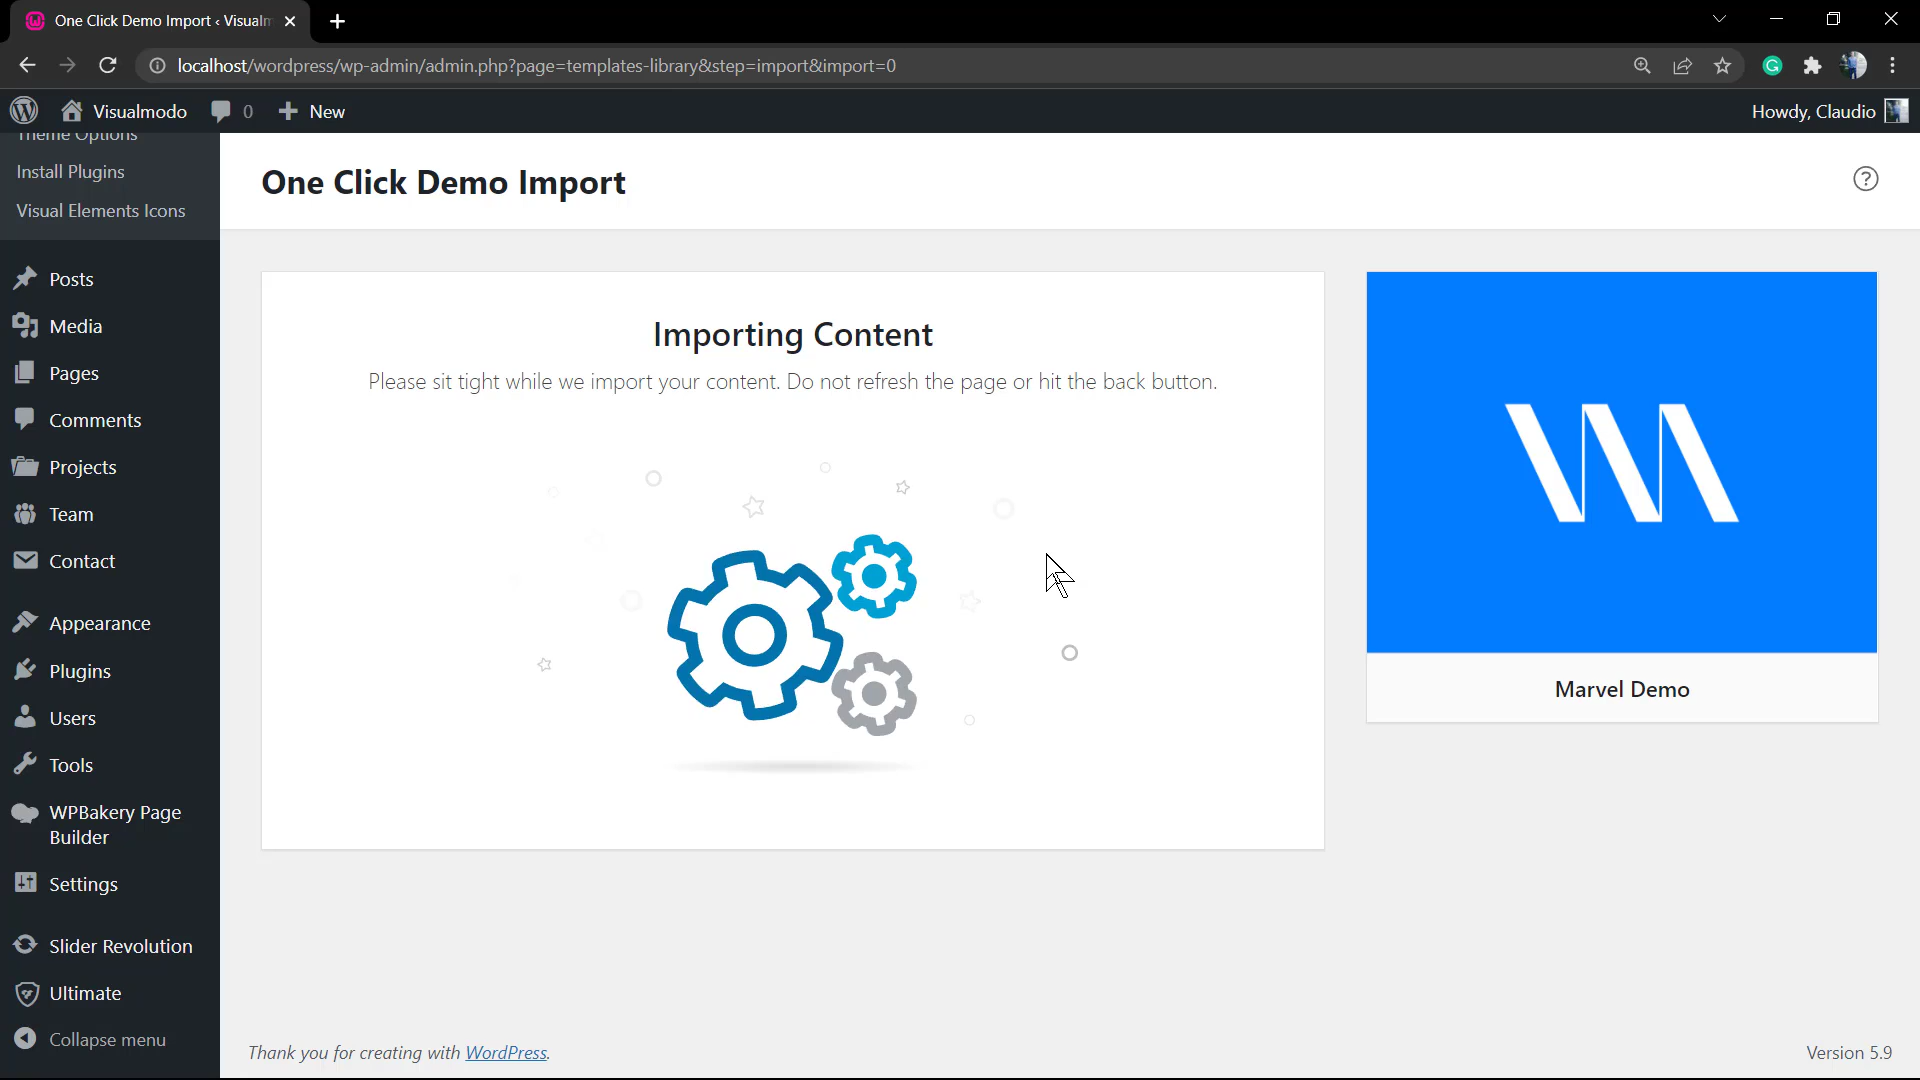 One Click Demo Import ‹ Visualm
localhost/wordpress/wp-admin/admin.php?page=templates-library&step=import&import=0
Visualmodo 0 New Howdy, Claudio
Theme Options
Install Plugins
Visual Elements Icons
Posts
Media
Pages
Comments
Projects
Team
Contact
Appearance
Plugins
Users
Tools
WPBakery Page
Builder
Settings
Slider Revolution
Ultimate
Collapse menu
One Click Demo Import
Importing Content
Please sit tight while we import your content. Do not refresh the page or hit the back button.
Marvel Demo
Thank you for creating with WordPress.
Version 5.9